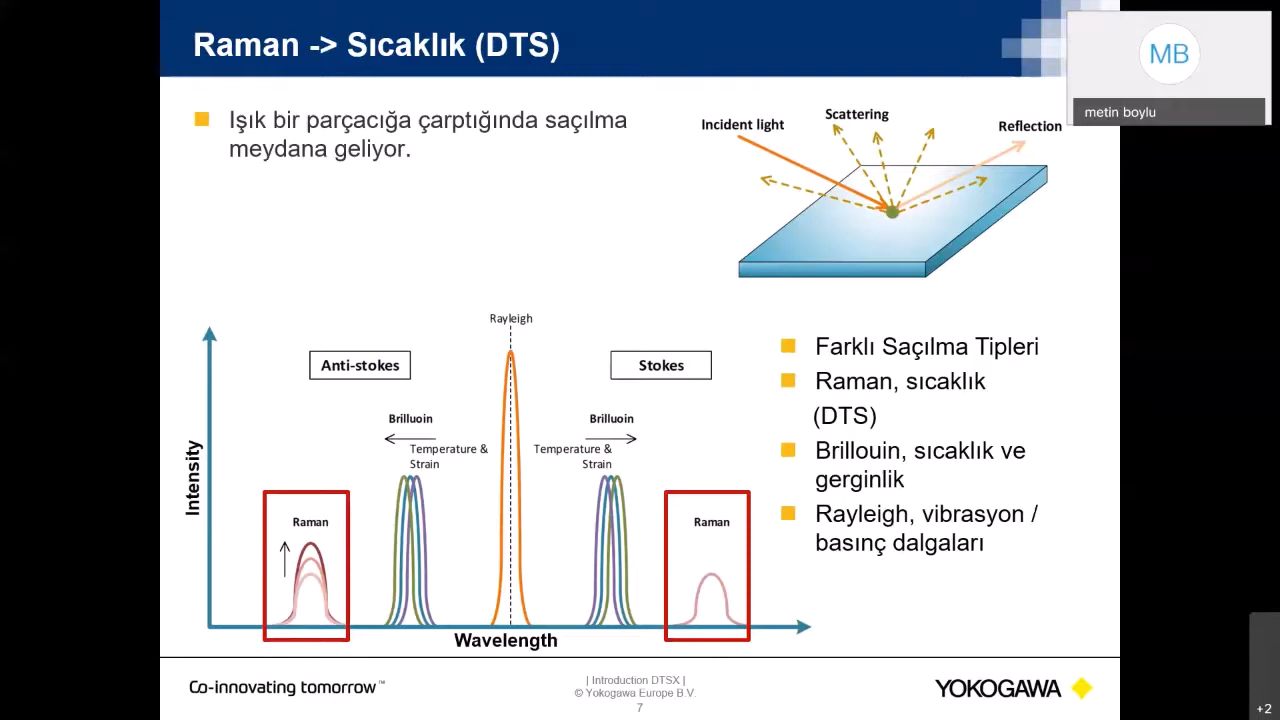 Raman -> Sıcaklık (DTS)
MB
metin boylu
Işık bir parçacığa çarptığında saçılma
meydana geliyor.
Incident light
Scattering
Reflection
Rayleigh
Anti-stokes
Stokes
Brilluoin
Brilluoin
Temperature &
Strain
Temperature &
Strain
Raman
Raman
Intensity
Wavelength
Farklı Saçılma Tipleri
Raman, sıcaklık
(DTS)
Brillouin, sıcaklık ve
gerginlik
Rayleigh, vibrasyon /
basınç dalgaları
Co-innovating tomorrow™
| Introduction DTSX |
© Yokogawa Europe B.V.
7
YOKOGAWA
+2